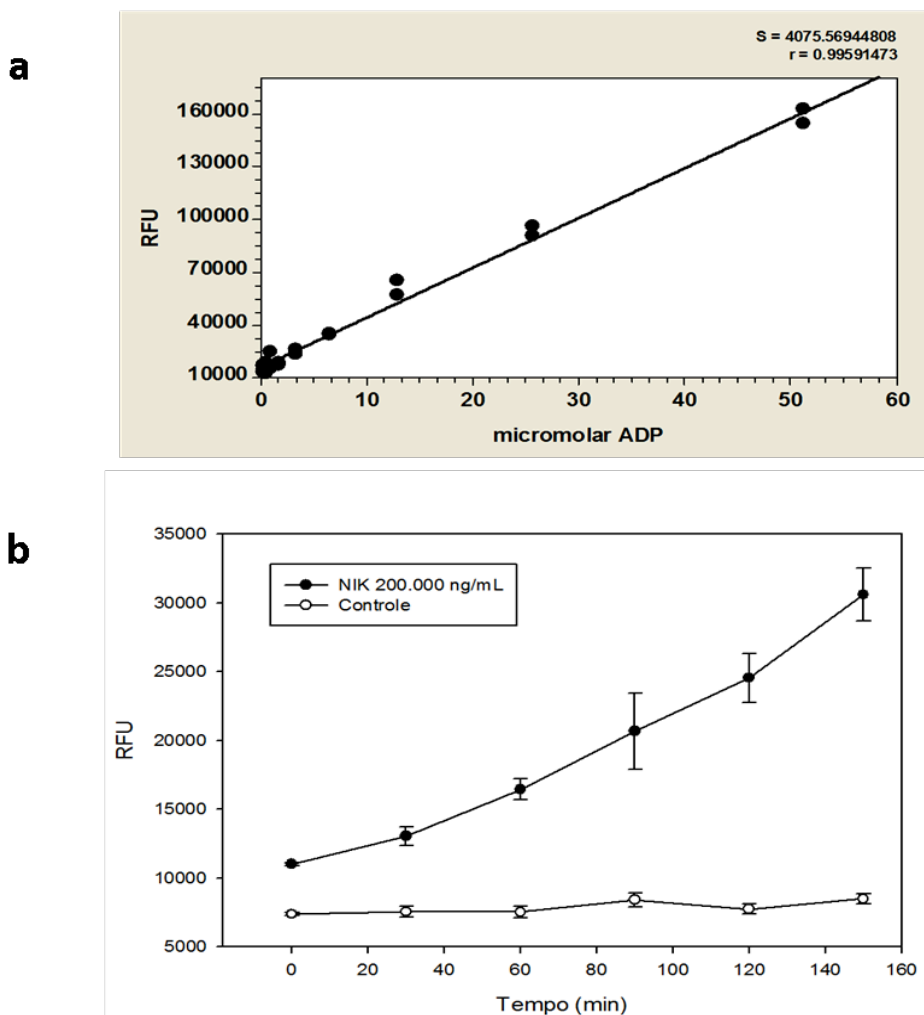 a
S = 4075.56944808
r = 0.99591473
160000
130000
100000
70000
40000
10000
RFU
0 10 20 30 40 50 60
micromolar ADP
b
35000
30000
25000
20000
15000
10000
5000
RFU
NIK 200.000 ng/mL
Controle
0 20 40 60 80 100 120 140 160
Tempo (min)